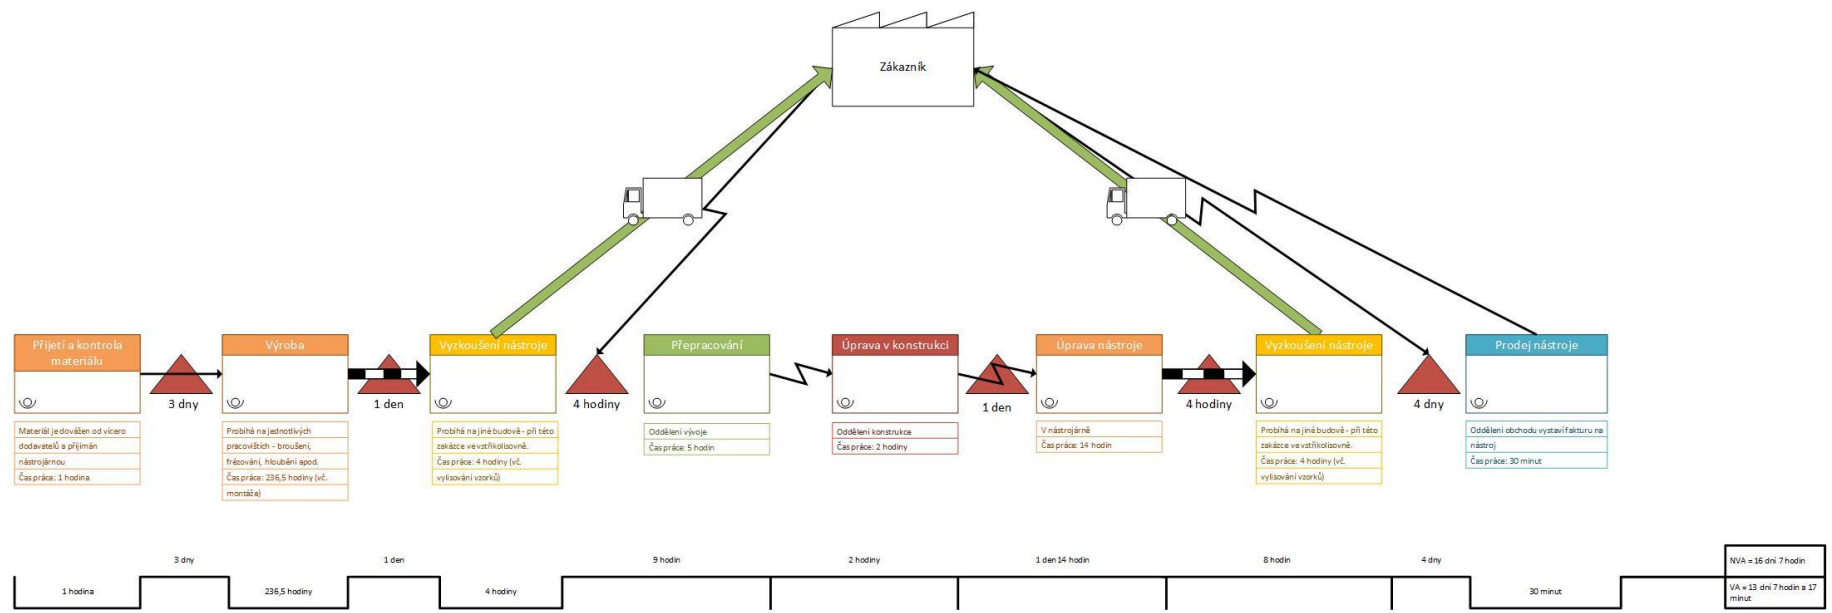 Zákazník
Přijetí a kontrola
materiálu
3 dny
Materiál je dovážen od vícero
dodavatelů a přijímán
nástrojárnou
Čas práce: 1 hodina
Výroba
1 den
Probíhá na jednotlivých
pracovištích - broušení,
frézování, hloubění apod.
Čas práce: 236,5 hodiny (vč.
montáže)
Vyzkoušení nástroje
4 hodiny
Probíhá na jiné budově - při této
zakázce ve vstřikolisovně.
Čas práce: 4 hodiny (vč.
vylisování vzorků)
Přepracování
Oddělení vývoje
Čas práce: 5 hodin
Úprava v konstrukci
1 den
Oddělení konstrukce
Čas práce: 2 hodiny
Úprava nástroje
4 hodiny
V nástrojárně
Čas práce: 14 hodin
Vyzkoušení nástroje
4 dny
Probíhá na jiné budově - při této
zakázce ve vstřikolisovně.
Čas práce: 4 hodiny (vč.
vylisování vzorků)
Prodej nástroje
Oddělení obchodu vystaví fakturu na
nástroj
Čas práce: 30 minut
3 dny
1 den
9 hodin
2 hodiny
1 den 14 hodin
8 hodin
4 dny
NVA = 16 dní 7 hodin
1 hodina
236,5 hodiny
4 hodiny
30 minut
VA = 13 dní 7 hodin a 17
minut